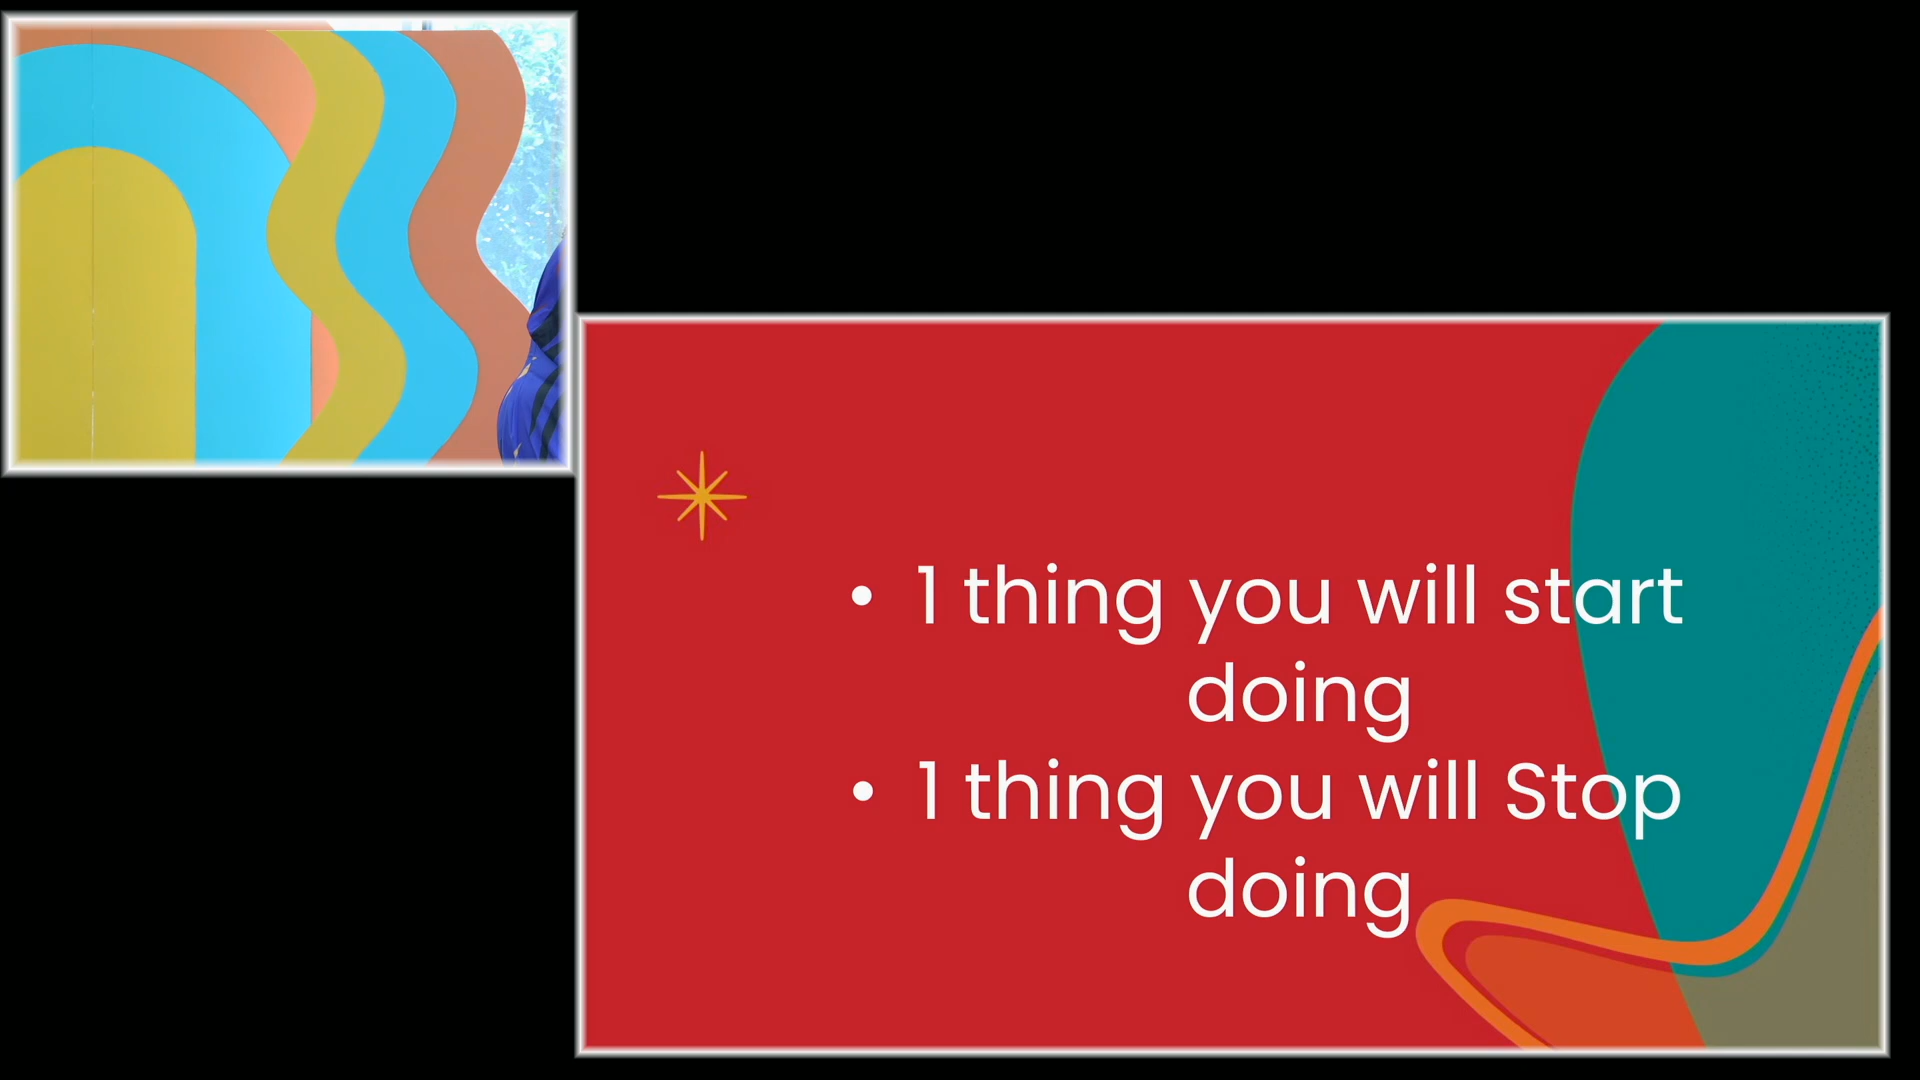 • 1 thing you will start
doing
• 1 thing you will Stop
doing